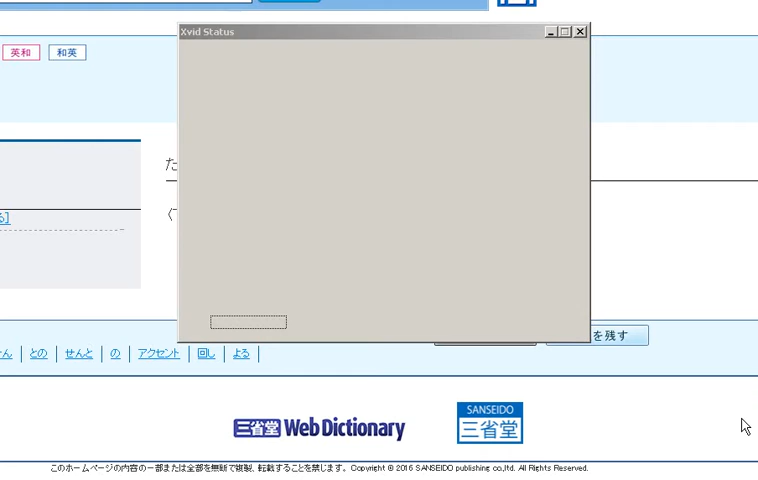 Xvid Status
英和 和英
た
る]
〈
を残す
せん との せんと の アクセント 回し よる
三省堂 Web Dictionary
SANSEIDO
三省堂
このホームページの内容の一部または全部を無断で複製、転載することを禁じます。 Copyright © 2016 SANSEIDO publishing co.,ltd. All Rights Reserved.